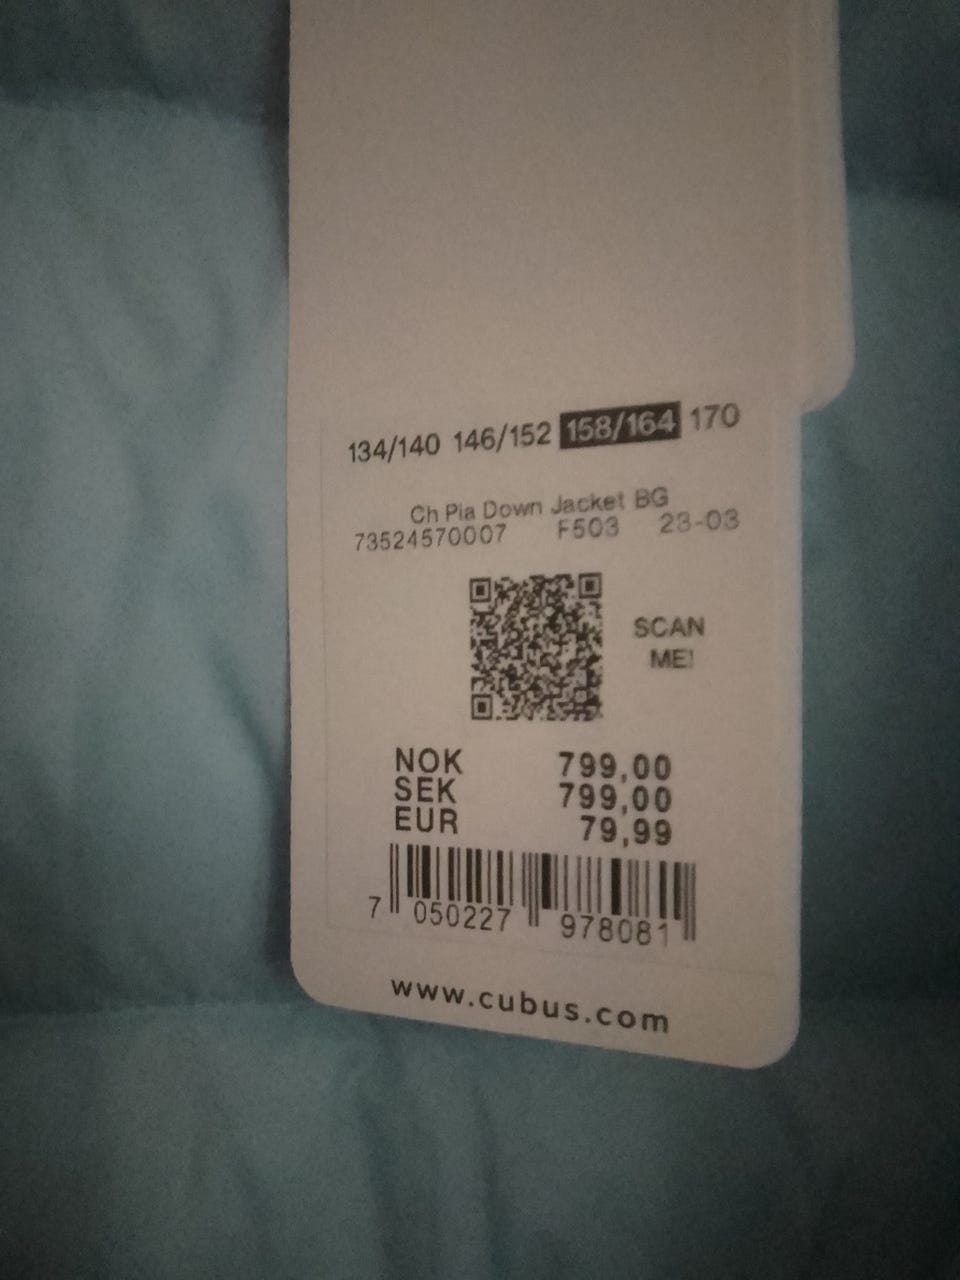 134/140 146/152 158/164 170
Ch Pia Down Jacket BG
73524570007 F503 23-03
SCAN
ME!
NOK 799,00
SEK 799,00
EUR 79,99
7 050227 978081
www.cubus.com